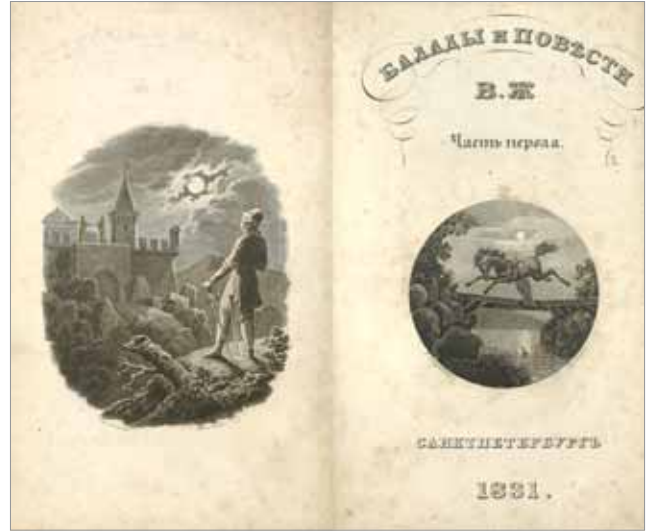 БАЛЛАДЫ и ПОВѢСТИ
В. Ж
Часть первая.
САНКТПЕТЕРБУРГЪ
1831.